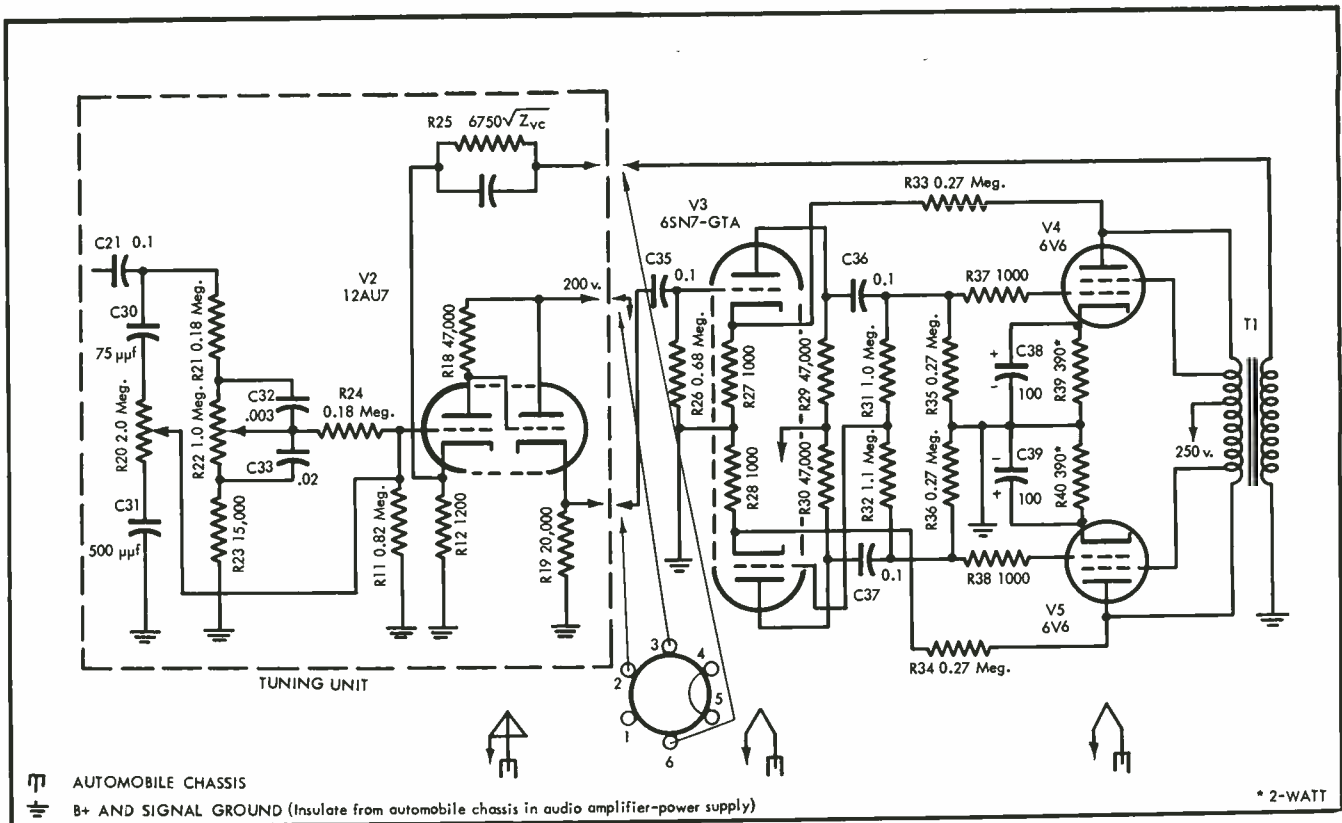 R25 6750√Zvc
C21 0.1
C30
75 µµf
R20 2.0 Meg.
C31
500 µµf
R21 0.18 Meg.
R22 1.0 Meg.
R23 15,000
C32
.003
C33
.02
R24
0.18 Meg.
R11 0.82 Meg.
R12 1200
V2
12AU7
R18 47,000
R19 20,000
200 v.
TUNING UNIT
C35
0.1
R26 0.68 Meg.
V3
6SN7-GTA
R27 1000
R28 1000
R29 47,000
R30 47,000
C36
0.1
C37
0.1
R31 1.0 Meg.
R32 1.1 Meg.
R33 0.27 Meg.
R34 0.27 Meg.
R35 0.27 Meg.
R36 0.27 Meg.
R37 1000
R38 1000
C38
100
C39
100
R39 390*
R40 390*
V4
6V6
V5
6V6
T1
250 v.
+
−
−
+
1
2
3
4
5
6
AUTOMOBILE CHASSIS
B+ AND SIGNAL GROUND (Insulate from automobile chassis in audio amplifier-power supply)
* 2-WATT